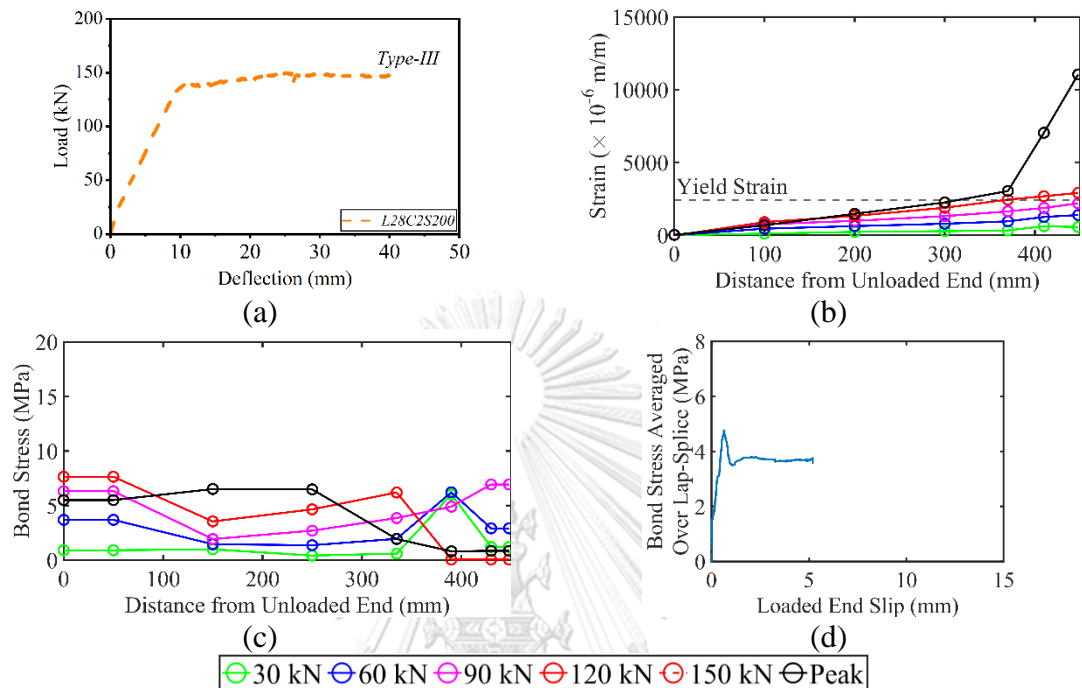 200
150
100
50
0
Load (kN)
Type-III
L28C2S200
0 10 20 30 40 50
Deflection (mm)
(a)
15000
10000
5000
0
Strain (× 10⁻⁶ m/m)
Yield Strain
0 100 200 300 400
Distance from Unloaded End (mm)
(b)
20
15
10
5
0
Bond Stress (MPa)
0 100 200 300 400
Distance from Unloaded End (mm)
(c)
8
6
4
2
0
Bond Stress Averaged
Over Lap-Splice (MPa)
0 5 10 15
Loaded End Slip (mm)
(d)
30 kN 60 kN 90 kN 120 kN 150 kN Peak